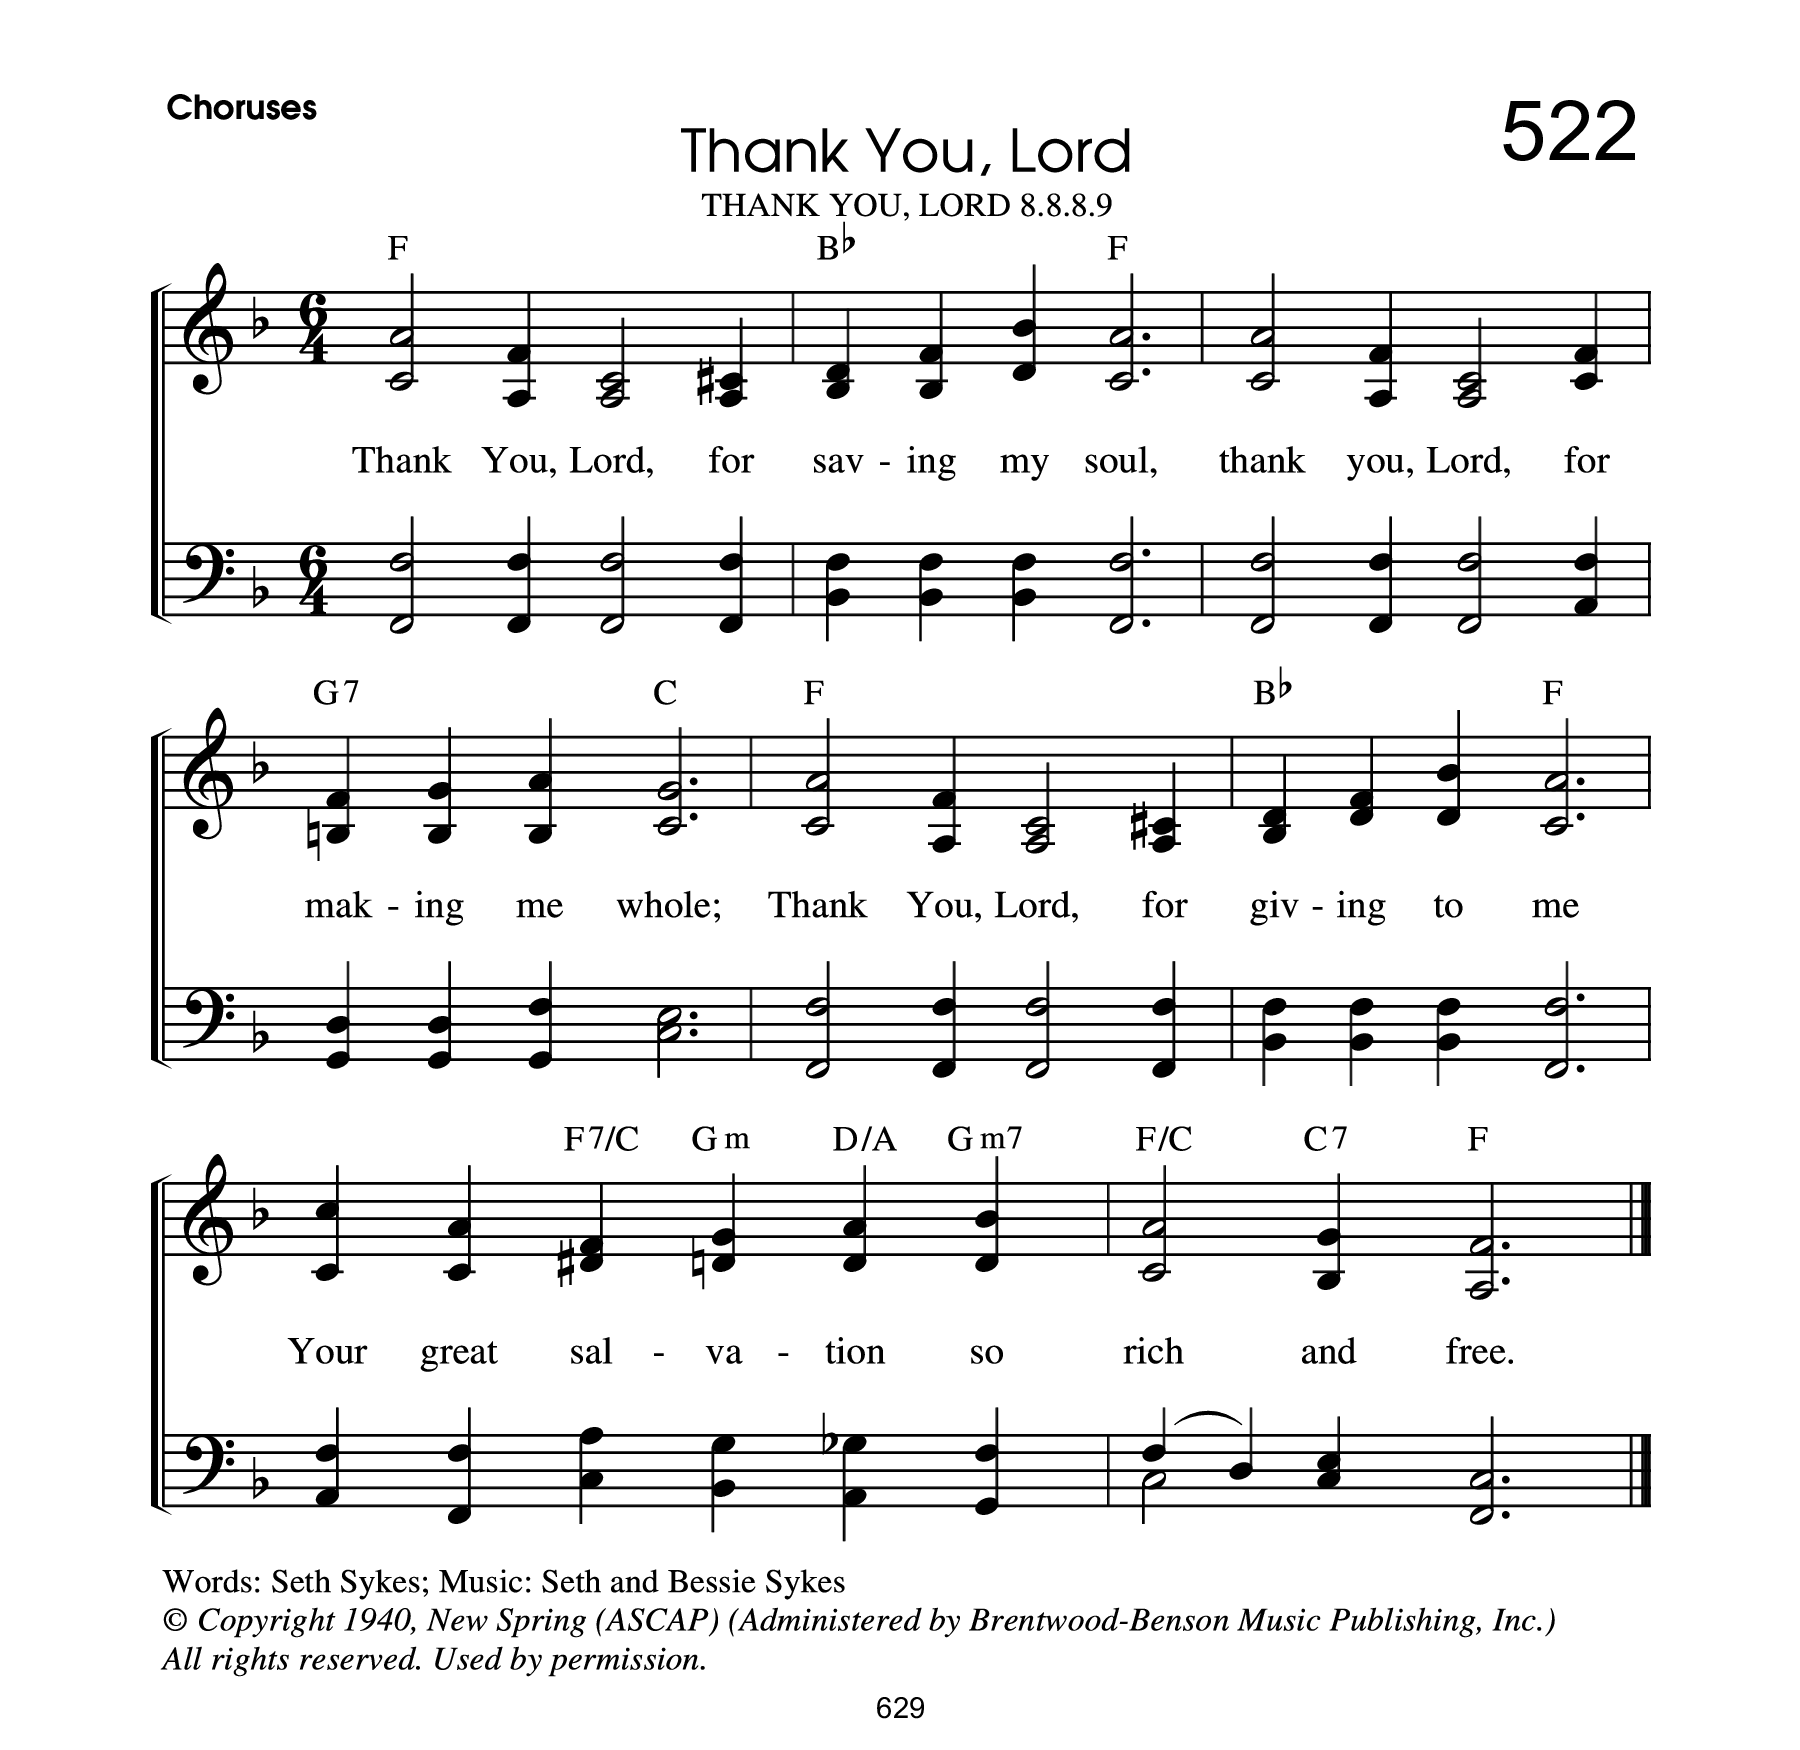 Choruses
522
Thank You, Lord
THANK YOU, LORD 8.8.8.9
F B♭ F
6 4
Thank You, Lord, for sav - ing my soul, thank you, Lord, for
6 4
G7 C F B♭ F
mak - ing me whole; Thank You, Lord, for giv - ing to me
F7/C Gm D/A Gm7 F/C C7 F
Your great sal - va - tion so rich and free.
Words: Seth Sykes; Music: Seth and Bessie Sykes
© Copyright 1940, New Spring (ASCAP) (Administered by Brentwood-Benson Music Publishing, Inc.)
All rights reserved. Used by permission.
629